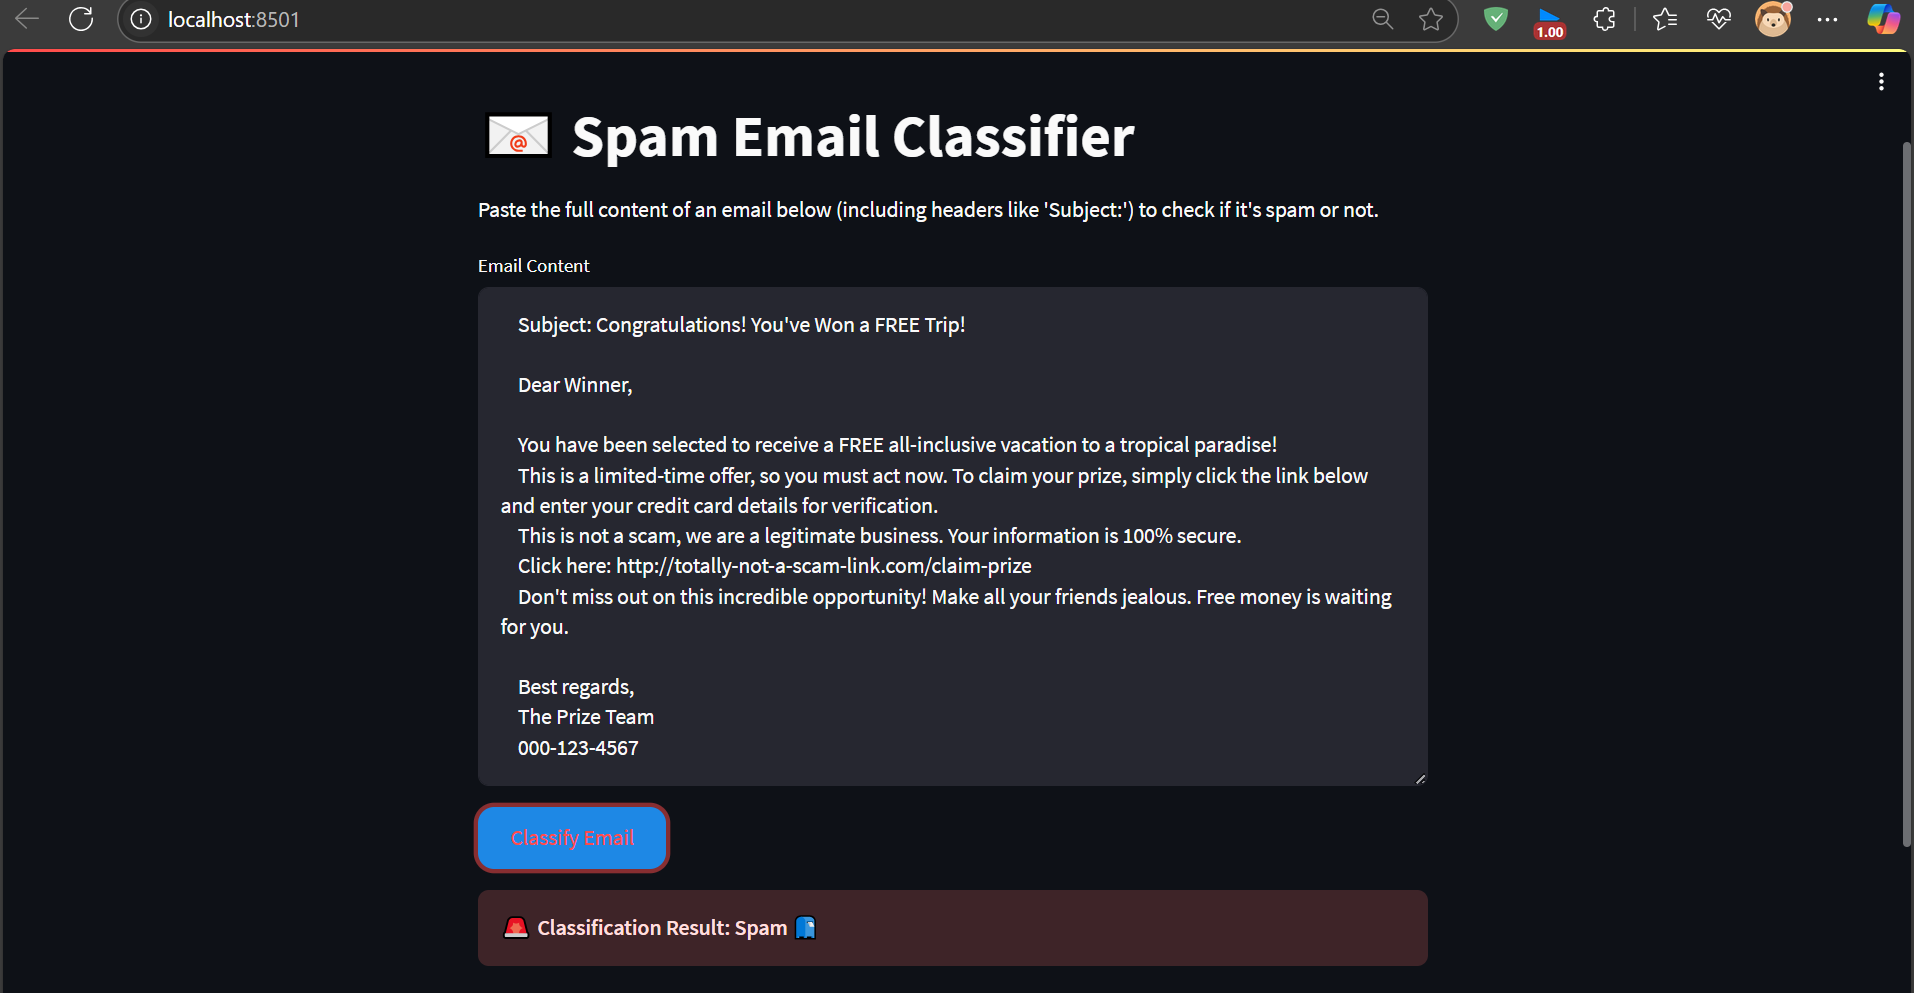 localhost:8501
1.00
Spam Email Classifier
Paste the full content of an email below (including headers like 'Subject:') to check if it's spam or not.
Email Content
Subject: Congratulations! You've Won a FREE Trip!
Dear Winner,
You have been selected to receive a FREE all-inclusive vacation to a tropical paradise!
This is a limited-time offer, so you must act now. To claim your prize, simply click the link below
and enter your credit card details for verification.
This is not a scam, we are a legitimate business. Your information is 100% secure.
Click here: http://totally-not-a-scam-link.com/claim-prize
Don't miss out on this incredible opportunity! Make all your friends jealous. Free money is waiting
for you.
Best regards,
The Prize Team
000-123-4567
Classify Email
Classification Result: Spam